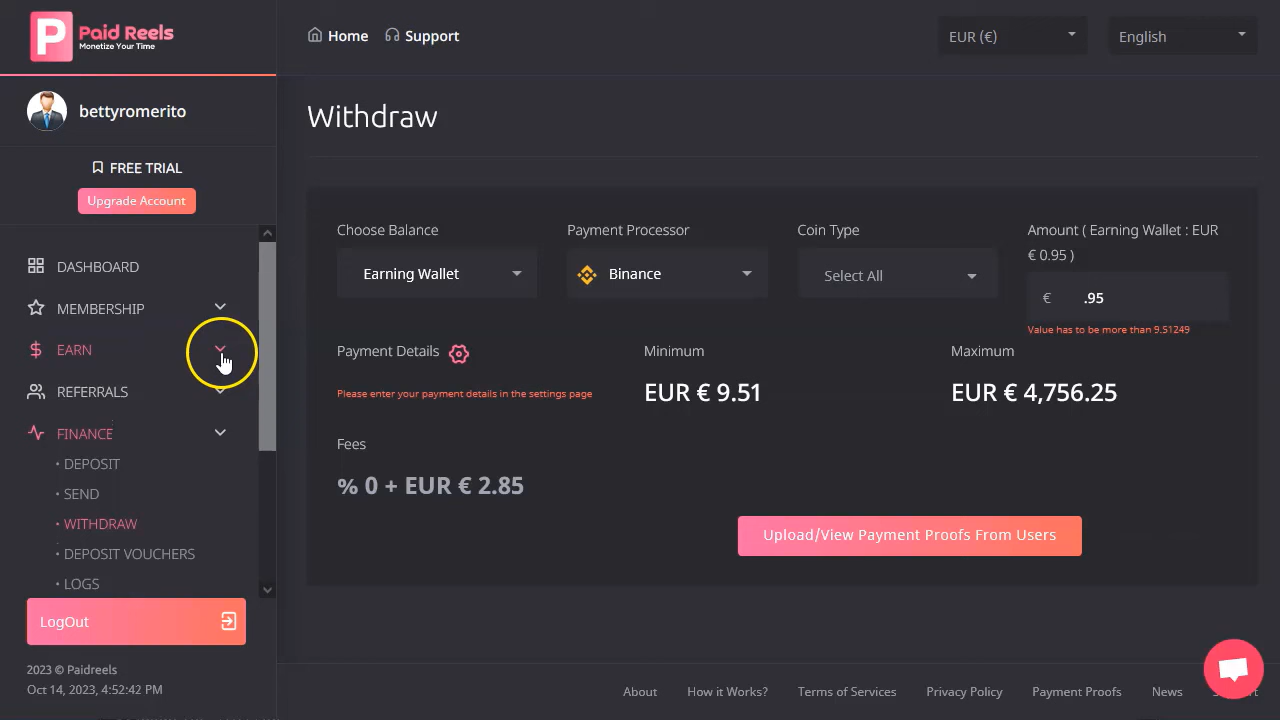 P Paid Reels
Monetize Your Time
Home
Support
EUR (€)
English
bettyromerito
FREE TRIAL
Upgrade Account
DASHBOARD
MEMBERSHIP
EARN
REFERRALS
FINANCE
• DEPOSIT
• SEND
• WITHDRAW
• DEPOSIT VOUCHERS
• LOGS
LogOut
2023 © Paidreels
Oct 14, 2023, 4:52:42 PM
Withdraw
Choose Balance
Earning Wallet
Payment Processor
Binance
Coin Type
Select All
Amount ( Earning Wallet : EUR
€ 0.95 )
€ .95
Value has to be more than 9.51249
Payment Details
Please enter your payment details in the settings page
Minimum
EUR € 9.51
Maximum
EUR € 4,756.25
Fees
% 0 + EUR € 2.85
Upload/View Payment Proofs From Users
About
How it Works?
Terms of Services
Privacy Policy
Payment Proofs
News